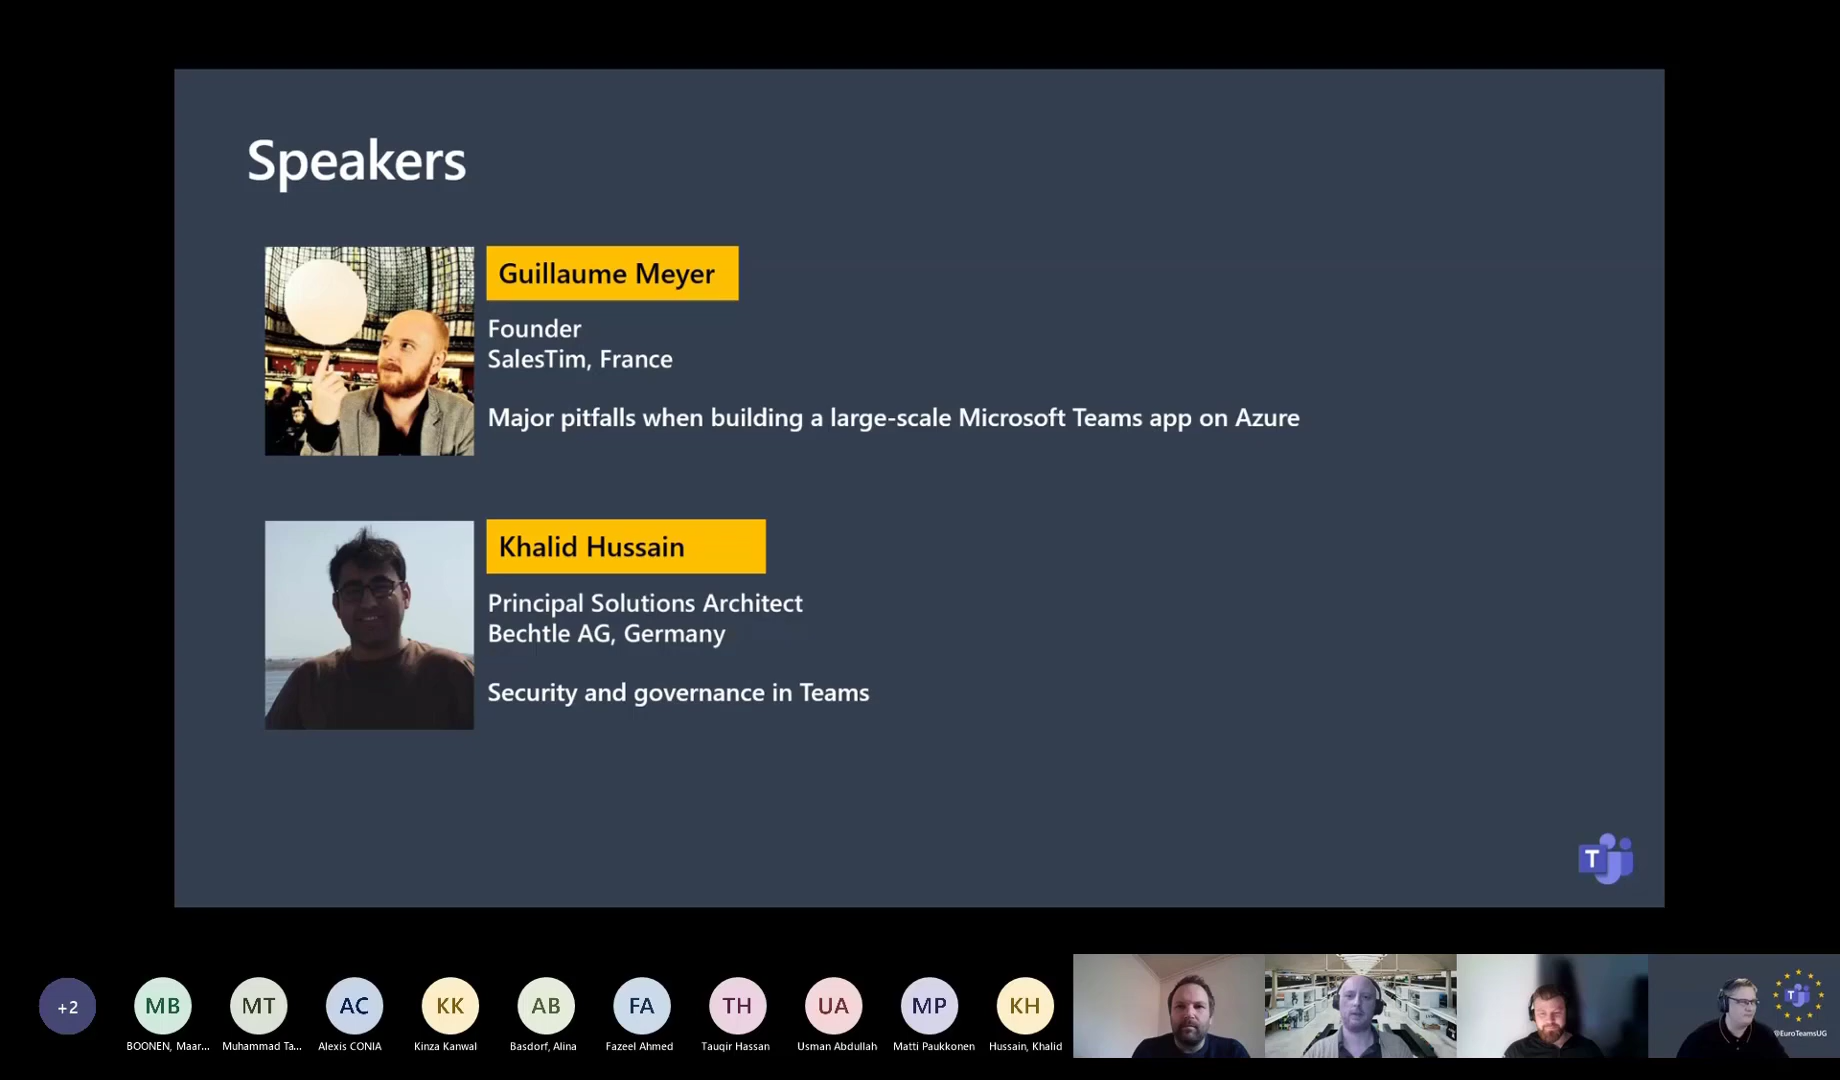 Speakers
Guillaume Meyer
Founder
SalesTim, France
Major pitfalls when building a large-scale Microsoft Teams app on Azure
Khalid Hussain
Principal Solutions Architect
Bechtle AG, Germany
Security and governance in Teams
T
+2
MB
MT
AC
KK
AB
FA
TH
UA
MP
KH
BOONEN, Maar...
Muhammad Ta...
Alexis CONIA
Kinza Kanwal
Basdorf, Alina
Fazeel Ahmed
Tauqir Hassan
Usman Abdullah
Matti Paukkonen
Hussain, Khalid
T
@EuroTeamsUG